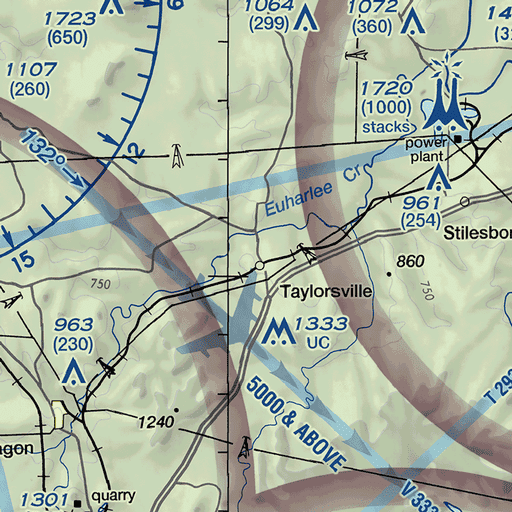 1723
(650)
1064
(299)
1072
(360)
1107
(260)
1720
(1000)
stacks
power
plant
132°
12
15
Euharlee Cr
961
(254)
Stilesbor
860
750
750
Taylorsville
963
(230)
1333
UC
5000 & ABOVE
1240
agon
1301
quarry
V 333